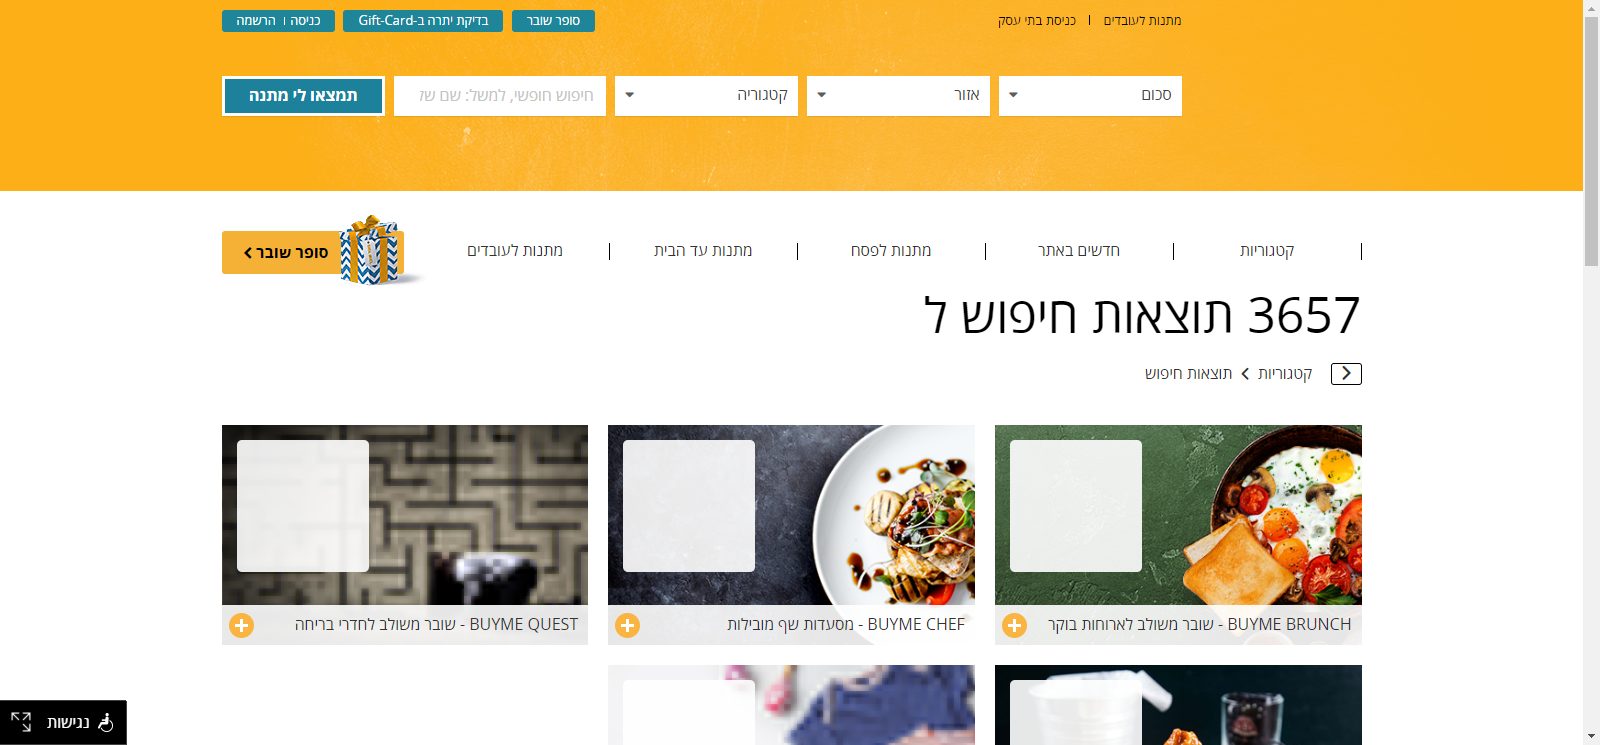 מתנות לעובדים | כניסת בתי עסק
סופר שובר
בדיקת יתרה ב-Gift-Card
כניסה | הרשמה
סכום
אזור
קטגוריה
חיפוש חופשי, למשל: שם של
תמצאו לי מתנה
קטגוריות
חדשים באתר
מתנות לפסח
מתנות עד הבית
מתנות לעובדים
סופר שובר
3657 תוצאות חיפוש ל
קטגוריות
תוצאות חיפוש
BUYME BRUNCH - שובר משולב לארוחות בוקר
BUYME CHEF - מסעדות שף מובילות
BUYME QUEST - שובר משולב לחדרי בריחה
נגישות